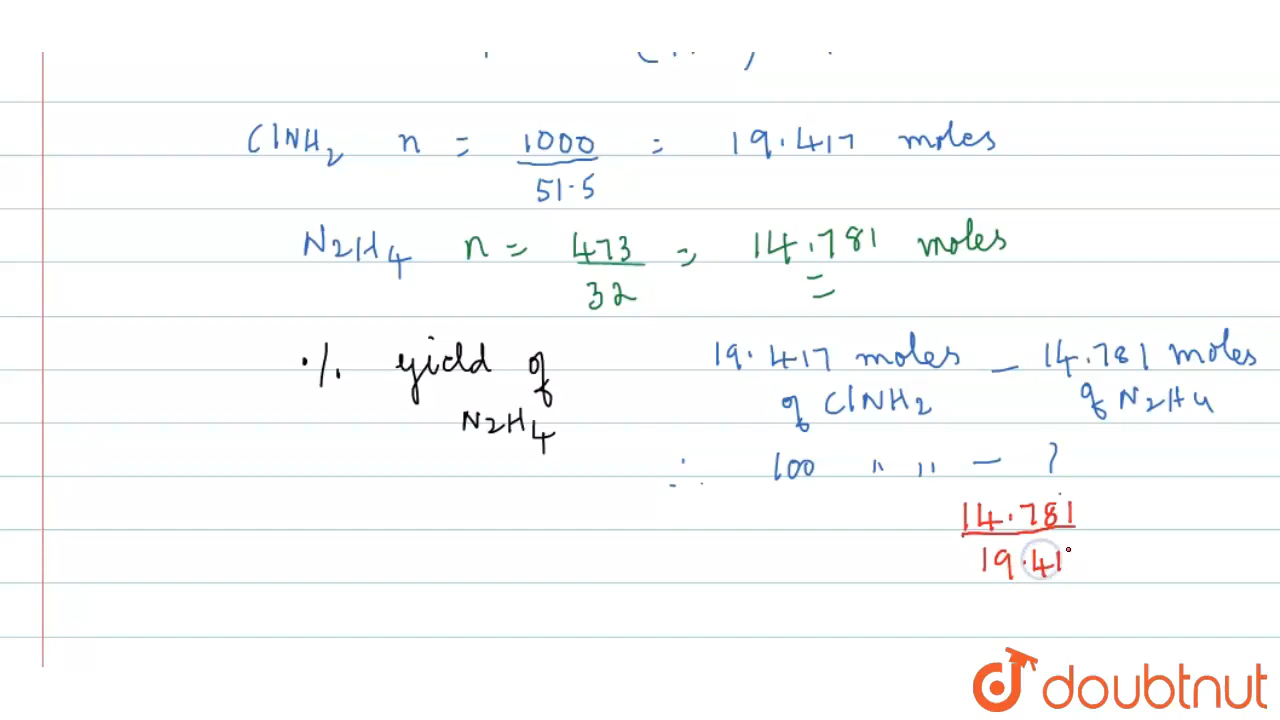 ClNH2 n = 1000 = 19.417 moles
51.5
N2H4 n = 473 = 14.781 moles
32
% yield of N2H4
19.417 moles of ClNH2 — 14.781 moles of N2H4
∴ 100 " " — ?
14.781
19.41
doubtnut